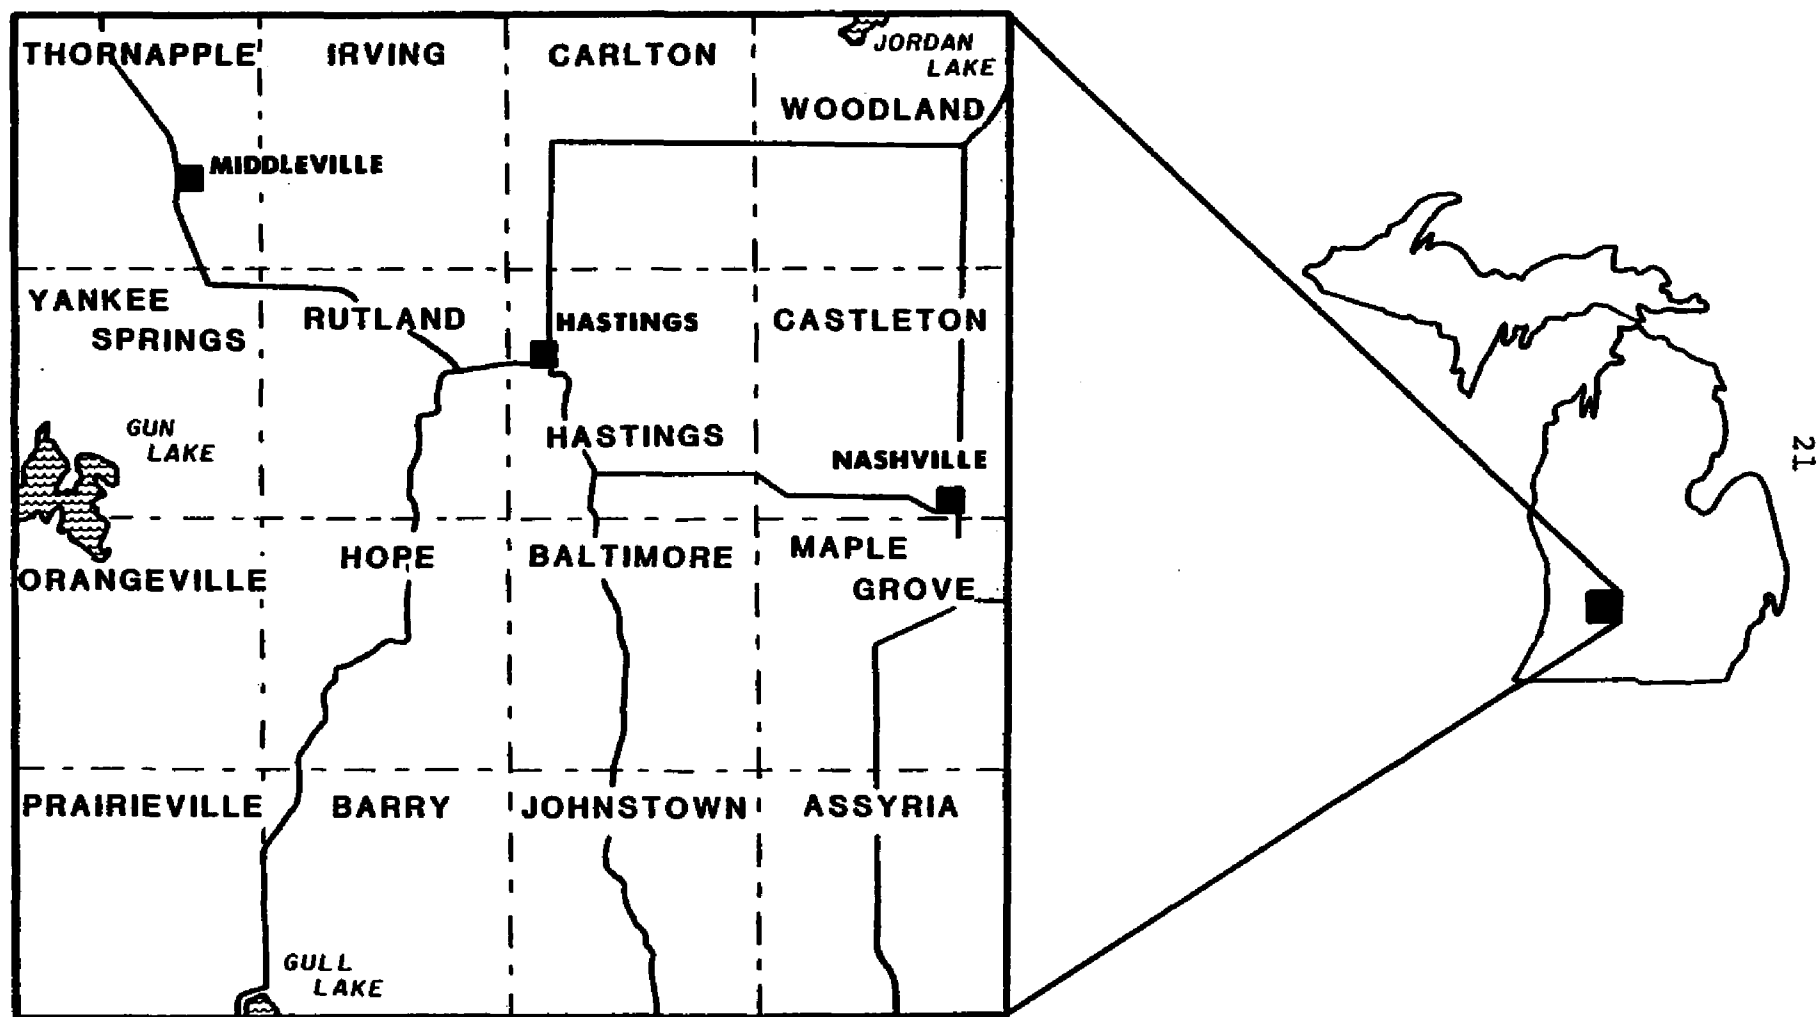 THORNAPPLE
IRVING
CARLTON
JORDAN
LAKE
WOODLAND
MIDDLEVILLE
YANKEE
SPRINGS
RUTLAND
HASTINGS
CASTLETON
GUN
LAKE
HASTINGS
NASHVILLE
ORANGEVILLE
HOPE
BALTIMORE
MAPLE
GROVE
PRAIRIEVILLE
BARRY
JOHNSTOWN
ASSYRIA
GULL
LAKE
21